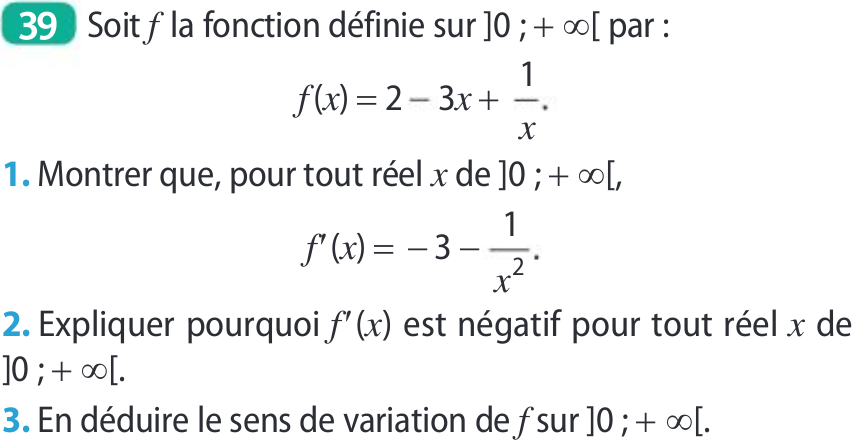 39 Soit f la fonction définie sur ]0 ; + ∞[ par :
f(x) = 2 − 3x + 1/x.
1. Montrer que, pour tout réel x de ]0 ; + ∞[,
f′(x) = − 3 − 1/x².
2. Expliquer pourquoi f′(x) est négatif pour tout réel x de
]0 ; + ∞[.
3. En déduire le sens de variation de f sur ]0 ; + ∞[.